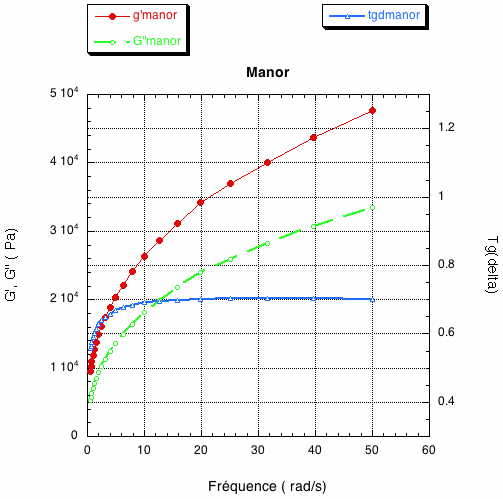 g'manor
G"manor
tgdmanor
Manor
5 10⁴
4 10⁴
3 10⁴
2 10⁴
1 10⁴
0
G', G" ( Pa)
1.2
1
0.8
0.6
0.4
Tg(delta)
0 10 20 30 40 50 60
Fréquence ( rad/s)